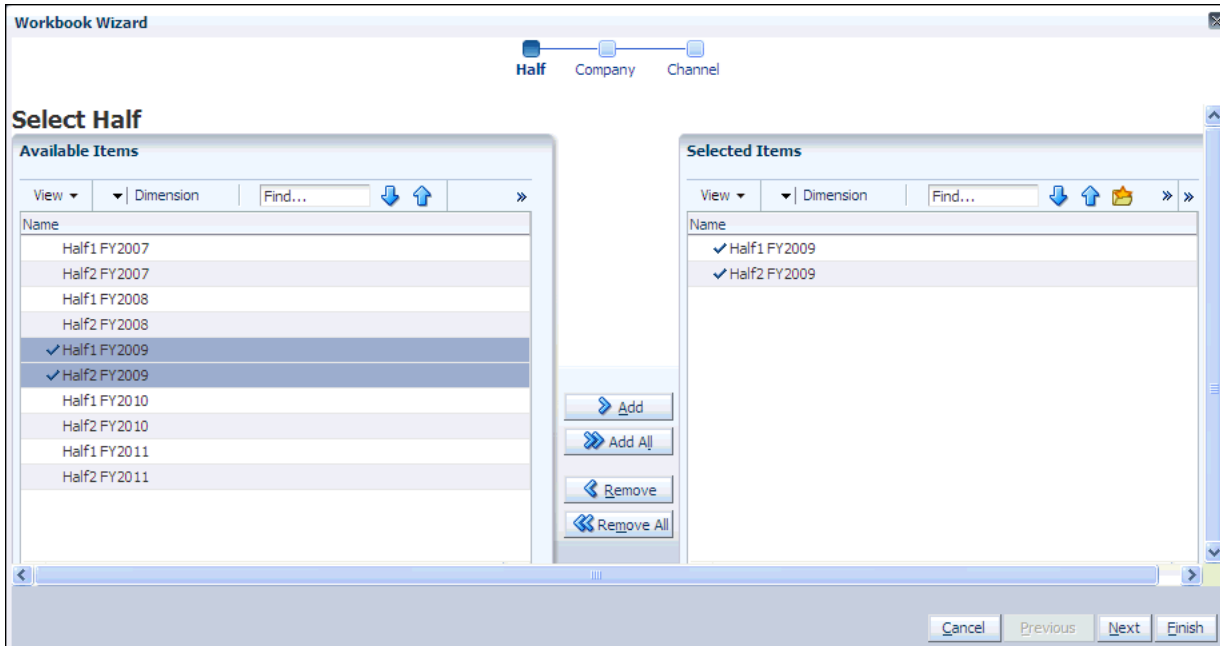 Workbook Wizard
Half Company Channel
Select Half
Available Items
View Dimension Find...
Name
Half1 FY2007
Half2 FY2007
Half1 FY2008
Half2 FY2008
Half1 FY2009
Half2 FY2009
Half1 FY2010
Half2 FY2010
Half1 FY2011
Half2 FY2011
Add
Add All
Remove
Remove All
Selected Items
View Dimension Find...
Name
Half1 FY2009
Half2 FY2009
Cancel Previous Next Finish